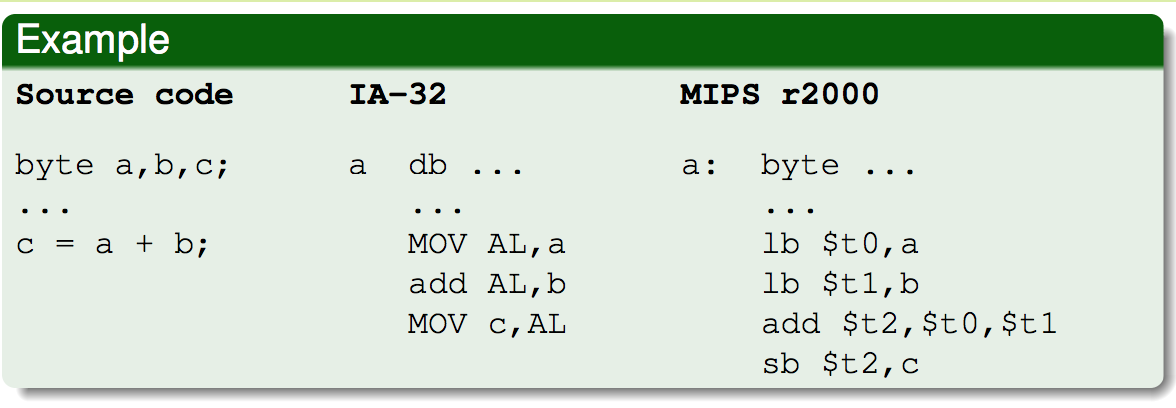 Example
Source code IA-32 MIPS r2000
byte a,b,c; a db ... a: byte ...
... ... ...
c = a + b; MOV AL,a lb $t0,a
add AL,b lb $t1,b
MOV c,AL add $t2,$t0,$t1
sb $t2,c